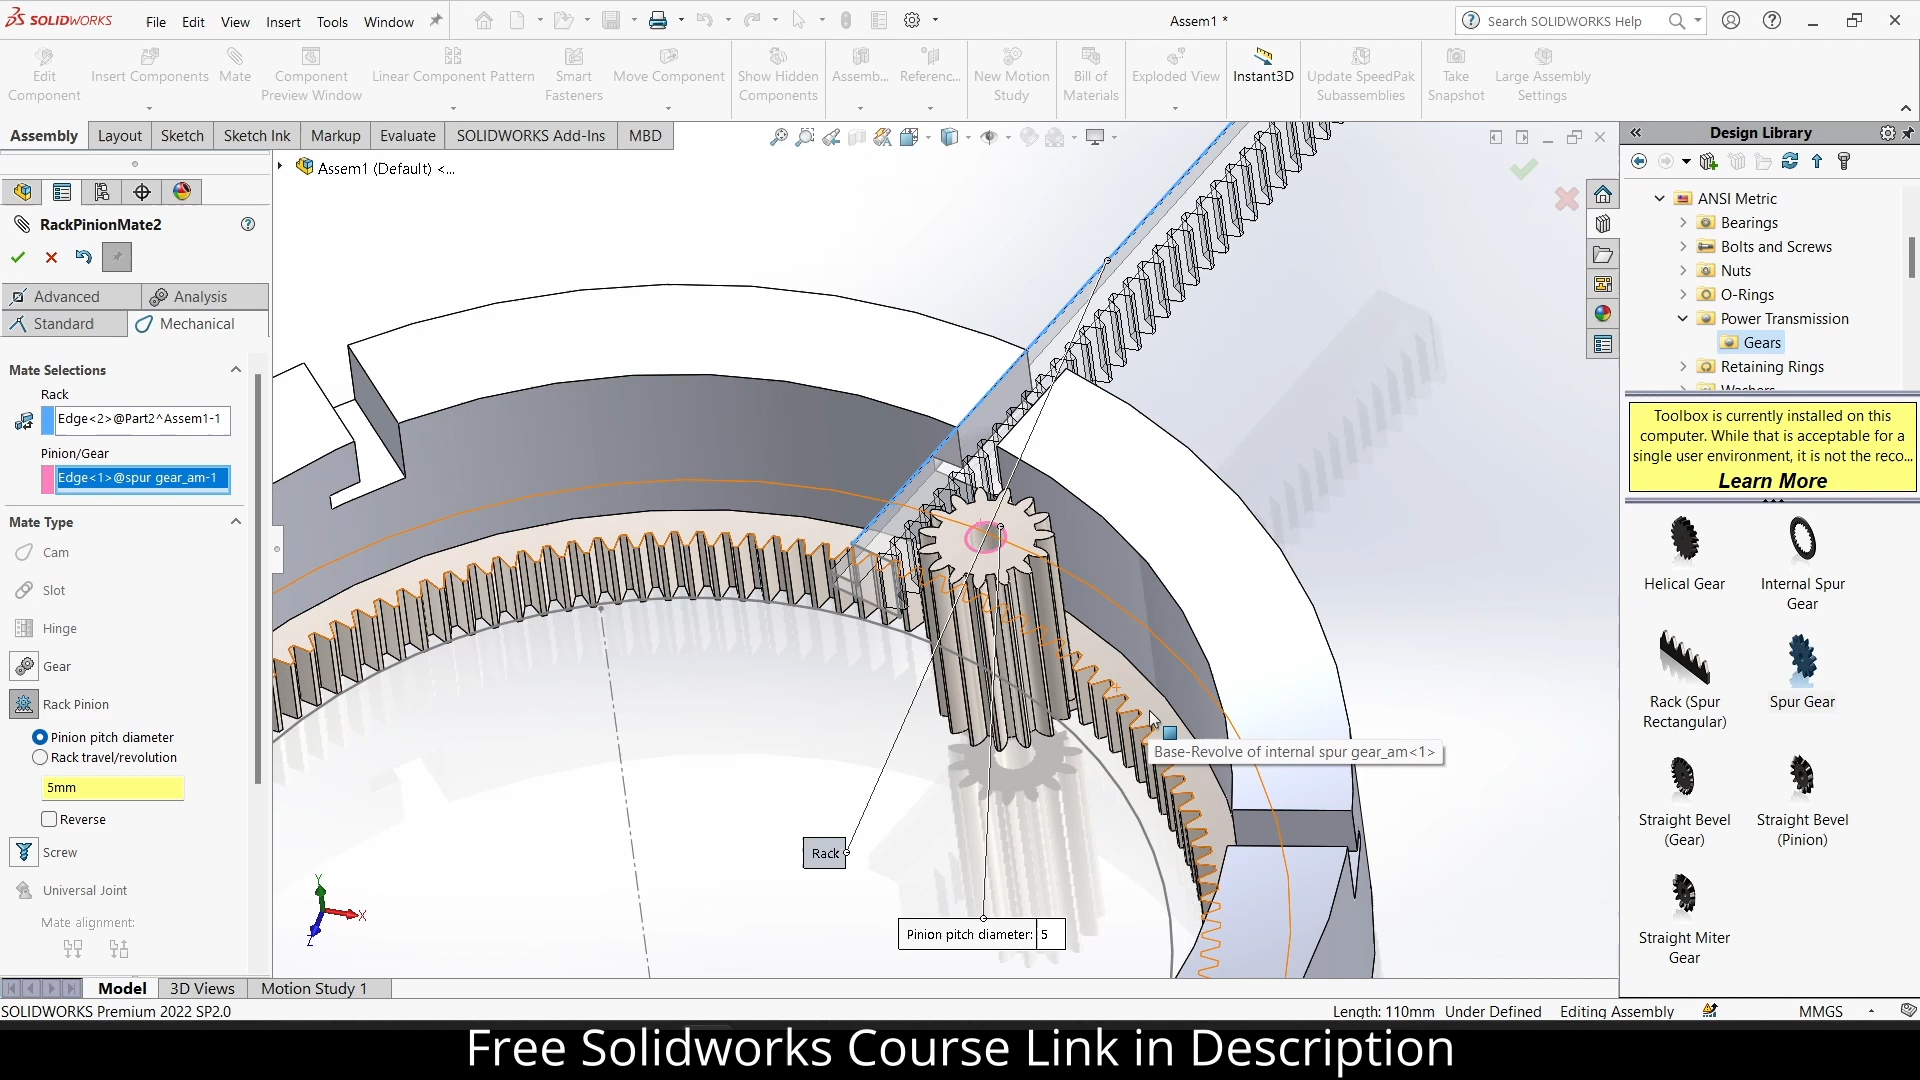 SOLIDWORKS
File Edit View Insert Tools Window
Assem1 *
Search SOLIDWORKS Help
Edit Component
Insert Components
Mate
Component Preview Window
Linear Component Pattern
Smart Fasteners
Move Component
Show Hidden Components
Assemb...
Referenc...
New Motion Study
Bill of Materials
Exploded View
Instant3D
Update SpeedPak Subassemblies
Take Snapshot
Large Assembly Settings
Assembly Layout Sketch Sketch Ink Markup Evaluate SOLIDWORKS Add-Ins MBD
Assem1 (Default) <...
RackPinionMate2
Advanced Analysis
Standard Mechanical
Mate Selections
Rack
Edge<2>@Part2^Assem1-1
Pinion/Gear
Edge<1>@spur gear_am-1
Mate Type
Cam
Slot
Hinge
Gear
Rack Pinion
Pinion pitch diameter
Rack travel/revolution
5mm
Reverse
Screw
Universal Joint
Mate alignment:
Base-Revolve of internal spur gear_am<1>
Rack
Pinion pitch diameter: 5
Y
X
Z
Design Library
ANSI Metric
Bearings
Bolts and Screws
Nuts
O-Rings
Power Transmission
Gears
Retaining Rings
Washers
Toolbox is currently installed on this
computer. While that is acceptable for a
single user environment, it is not the reco...
Learn More
Helical Gear
Internal Spur Gear
Rack (Spur Rectangular)
Spur Gear
Straight Bevel (Gear)
Straight Bevel (Pinion)
Straight Miter Gear
Model 3D Views Motion Study 1
SOLIDWORKS Premium 2022 SP2.0
Length: 110mm Under Defined Editing Assembly MMGS
Free Solidworks Course Link in Description